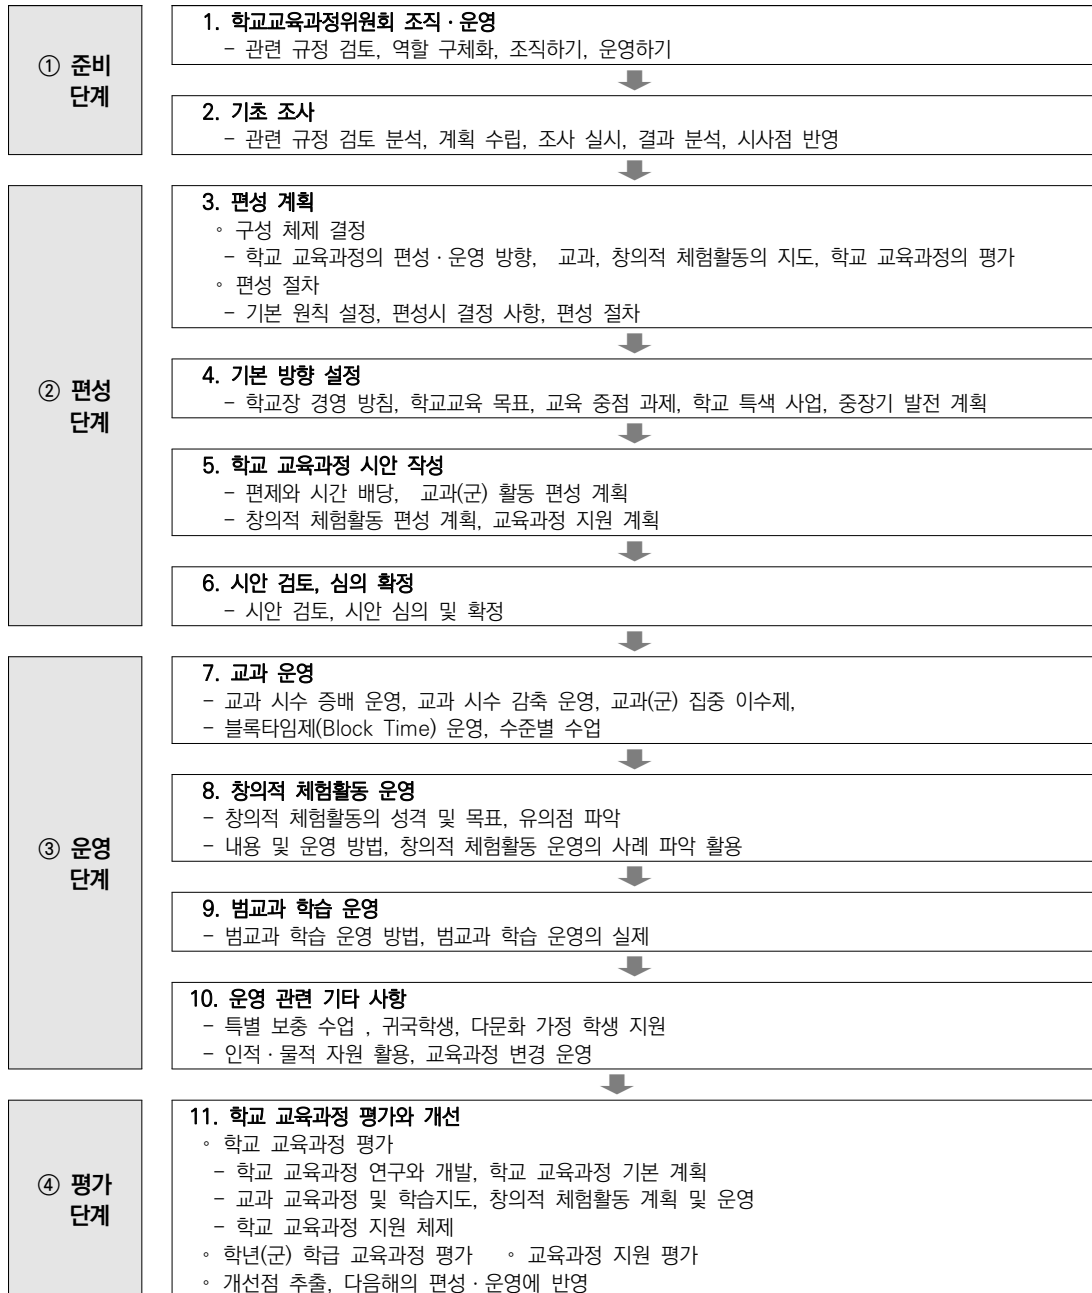 ① 준비
단계
1. 학교교육과정위원회 조직·운영
- 관련 규정 검토, 역할 구체화, 조직하기, 운영하기
2. 기초 조사
- 관련 규정 검토 분석, 계획 수립, 조사 실시, 결과 분석, 시사점 반영
② 편성
단계
3. 편성 계획
◦ 구성 체제 결정
- 학교 교육과정의 편성·운영 방향, 교과, 창의적 체험활동의 지도, 학교 교육과정의 평가
◦ 편성 절차
- 기본 원칙 설정, 편성시 결정 사항, 편성 절차
4. 기본 방향 설정
- 학교장 경영 방침, 학교교육 목표, 교육 중점 과제, 학교 특색 사업, 중장기 발전 계획
5. 학교 교육과정 시안 작성
- 편제와 시간 배당, 교과(군) 활동 편성 계획
- 창의적 체험활동 편성 계획, 교육과정 지원 계획
6. 시안 검토, 심의 확정
- 시안 검토, 시안 심의 및 확정
③ 운영
단계
7. 교과 운영
- 교과 시수 증배 운영, 교과 시수 감축 운영, 교과(군) 집중 이수제,
- 블록타임제(Block Time) 운영, 수준별 수업
8. 창의적 체험활동 운영
- 창의적 체험활동의 성격 및 목표, 유의점 파악
- 내용 및 운영 방법, 창의적 체험활동 운영의 사례 파악 활용
9. 범교과 학습 운영
- 범교과 학습 운영 방법, 범교과 학습 운영의 실제
10. 운영 관련 기타 사항
- 특별 보충 수업 , 귀국학생, 다문화 가정 학생 지원
- 인적·물적 자원 활용, 교육과정 변경 운영
④ 평가
단계
11. 학교 교육과정 평가와 개선
◦ 학교 교육과정 평가
- 학교 교육과정 연구와 개발, 학교 교육과정 기본 계획
- 교과 교육과정 및 학습지도, 창의적 체험활동 계획 및 운영
- 학교 교육과정 지원 체제
◦ 학년(군) 학급 교육과정 평가 ◦ 교육과정 지원 평가
◦ 개선점 추출, 다음해의 편성·운영에 반영